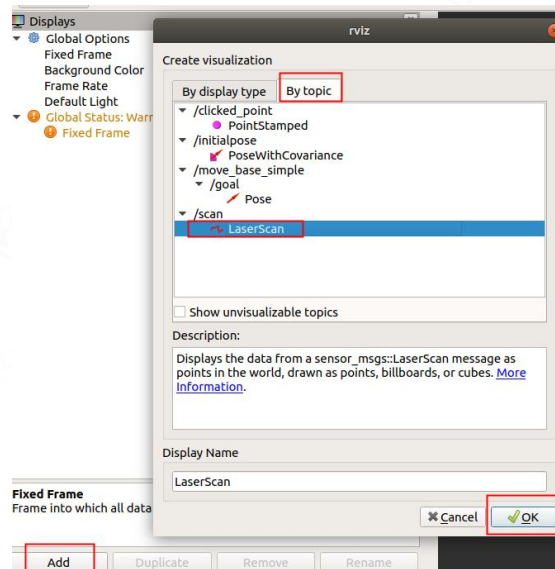 Displays
Global Options
Fixed Frame
Background Color
Frame Rate
Default Light
Global Status: Warr
Fixed Frame
rviz
Create visualization
By display type
By topic
/clicked_point
PointStamped
/initialpose
PoseWithCovariance
/move_base_simple
/goal
Pose
/scan
LaserScan
Show unvisualizable topics
Description:
Displays the data from a sensor_msgs::LaserScan message as
points in the world, drawn as points, billboards, or cubes. More
Information.
Display Name
LaserScan
Cancel
OK
Fixed Frame
Frame into which all data
Add
Duplicate
Remove
Rename